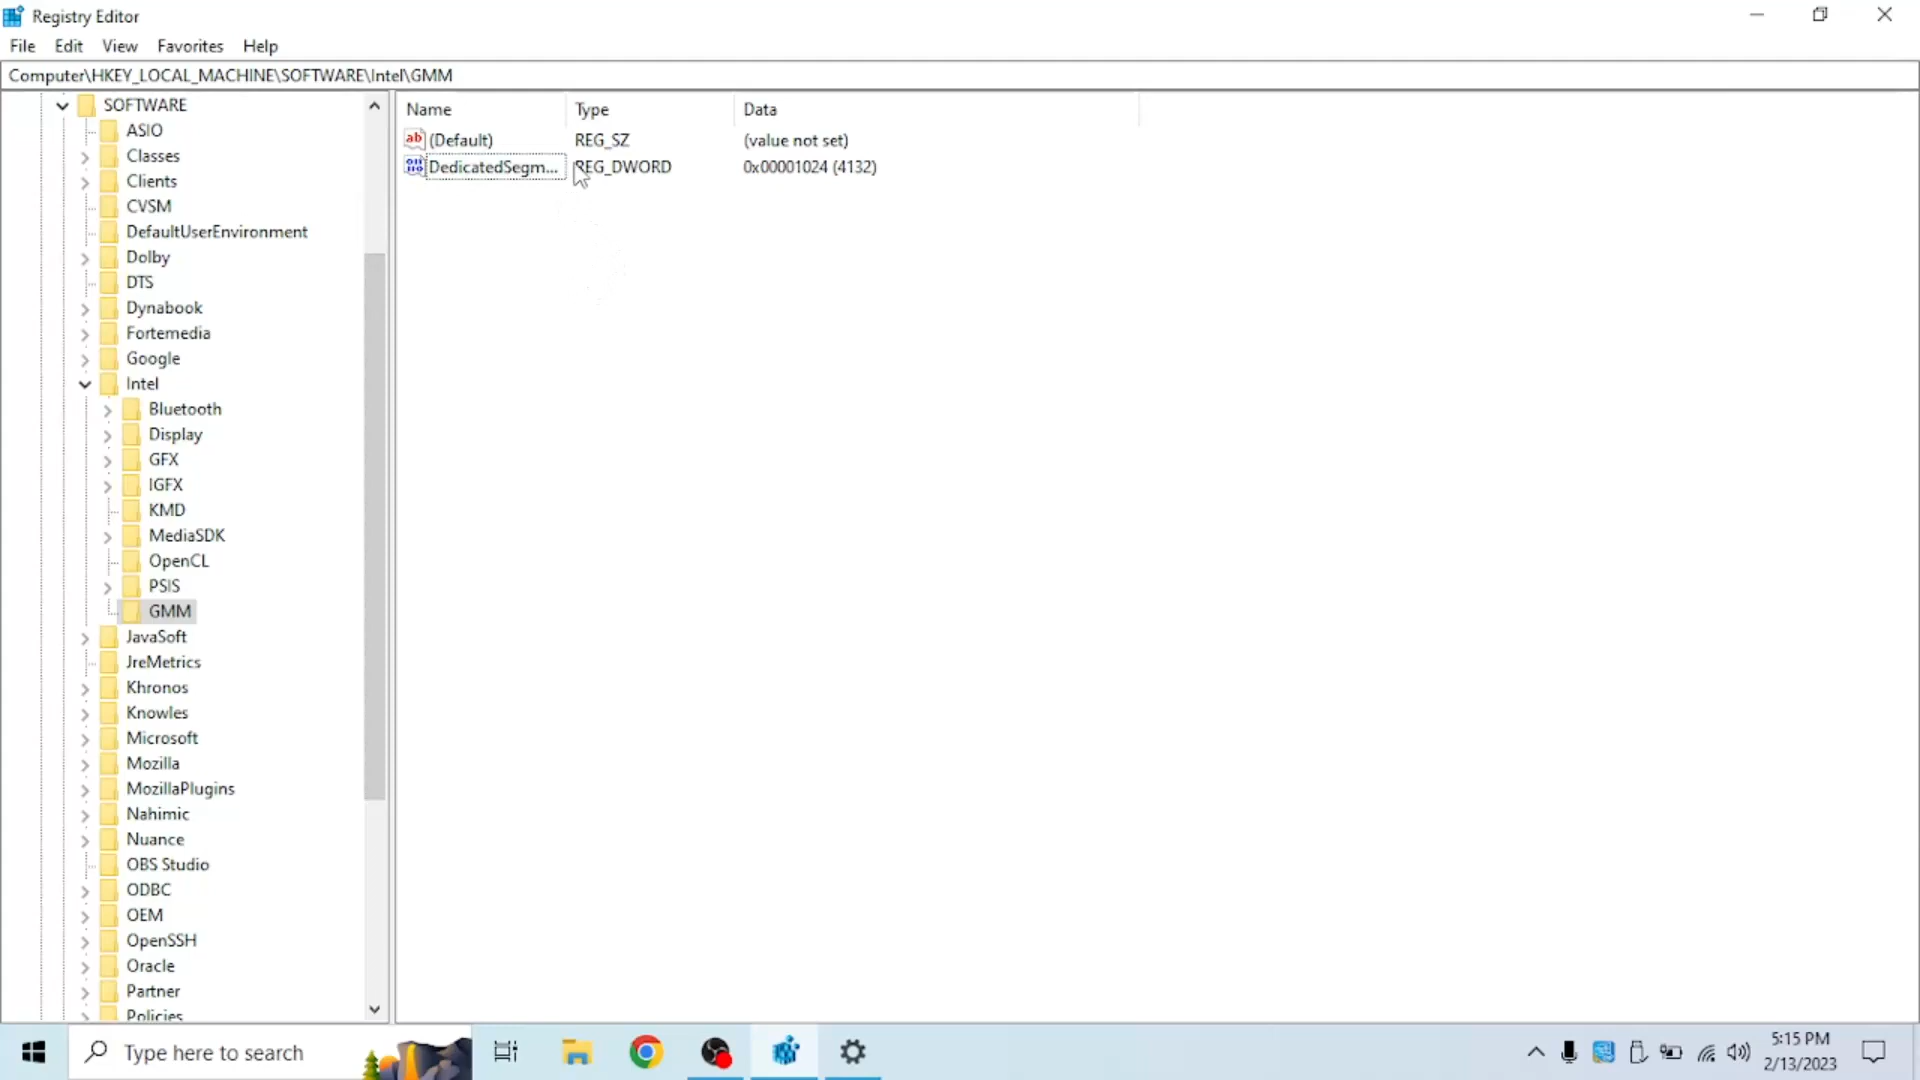 Registry Editor
File Edit View Favorites Help
Computer\HKEY_LOCAL_MACHINE\SOFTWARE\Intel\GMM
SOFTWARE
ASIO
Classes
Clients
CVSM
DefaultUserEnvironment
Dolby
DTS
Dynabook
Fortemedia
Google
Intel
Bluetooth
Display
GFX
IGFX
KMD
MediaSDK
OpenCL
PSIS
GMM
JavaSoft
JreMetrics
Khronos
Knowles
Microsoft
Mozilla
MozillaPlugins
Nahimic
Nuance
OBS Studio
ODBC
OEM
OpenSSH
Oracle
Partner
Policies
Name Type Data
(Default) REG_SZ (value not set)
DedicatedSegm... REG_DWORD 0x00001024 (4132)
Type here to search
5:15 PM
2/13/2023